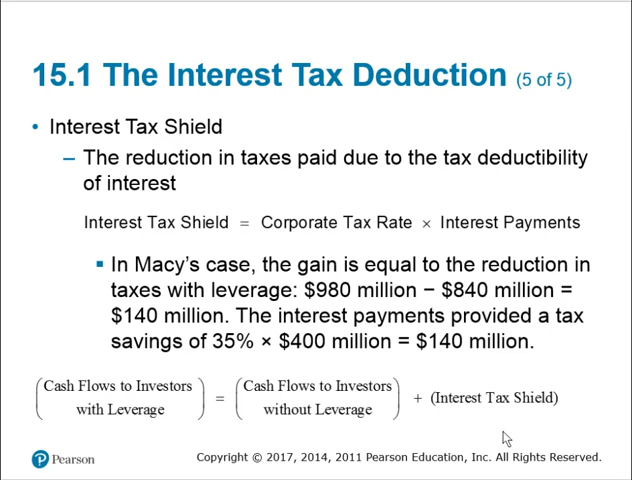 15.1 The Interest Tax Deduction (5 of 5)
• Interest Tax Shield
– The reduction in taxes paid due to the tax deductibility
of interest
Interest Tax Shield = Corporate Tax Rate × Interest Payments
▪ In Macy's case, the gain is equal to the reduction in
taxes with leverage: $980 million − $840 million =
$140 million. The interest payments provided a tax
savings of 35% × $400 million = $140 million.
(Cash Flows to Investors with Leverage) = (Cash Flows to Investors without Leverage) + (Interest Tax Shield)
Pearson
Copyright © 2017, 2014, 2011 Pearson Education, Inc. All Rights Reserved.